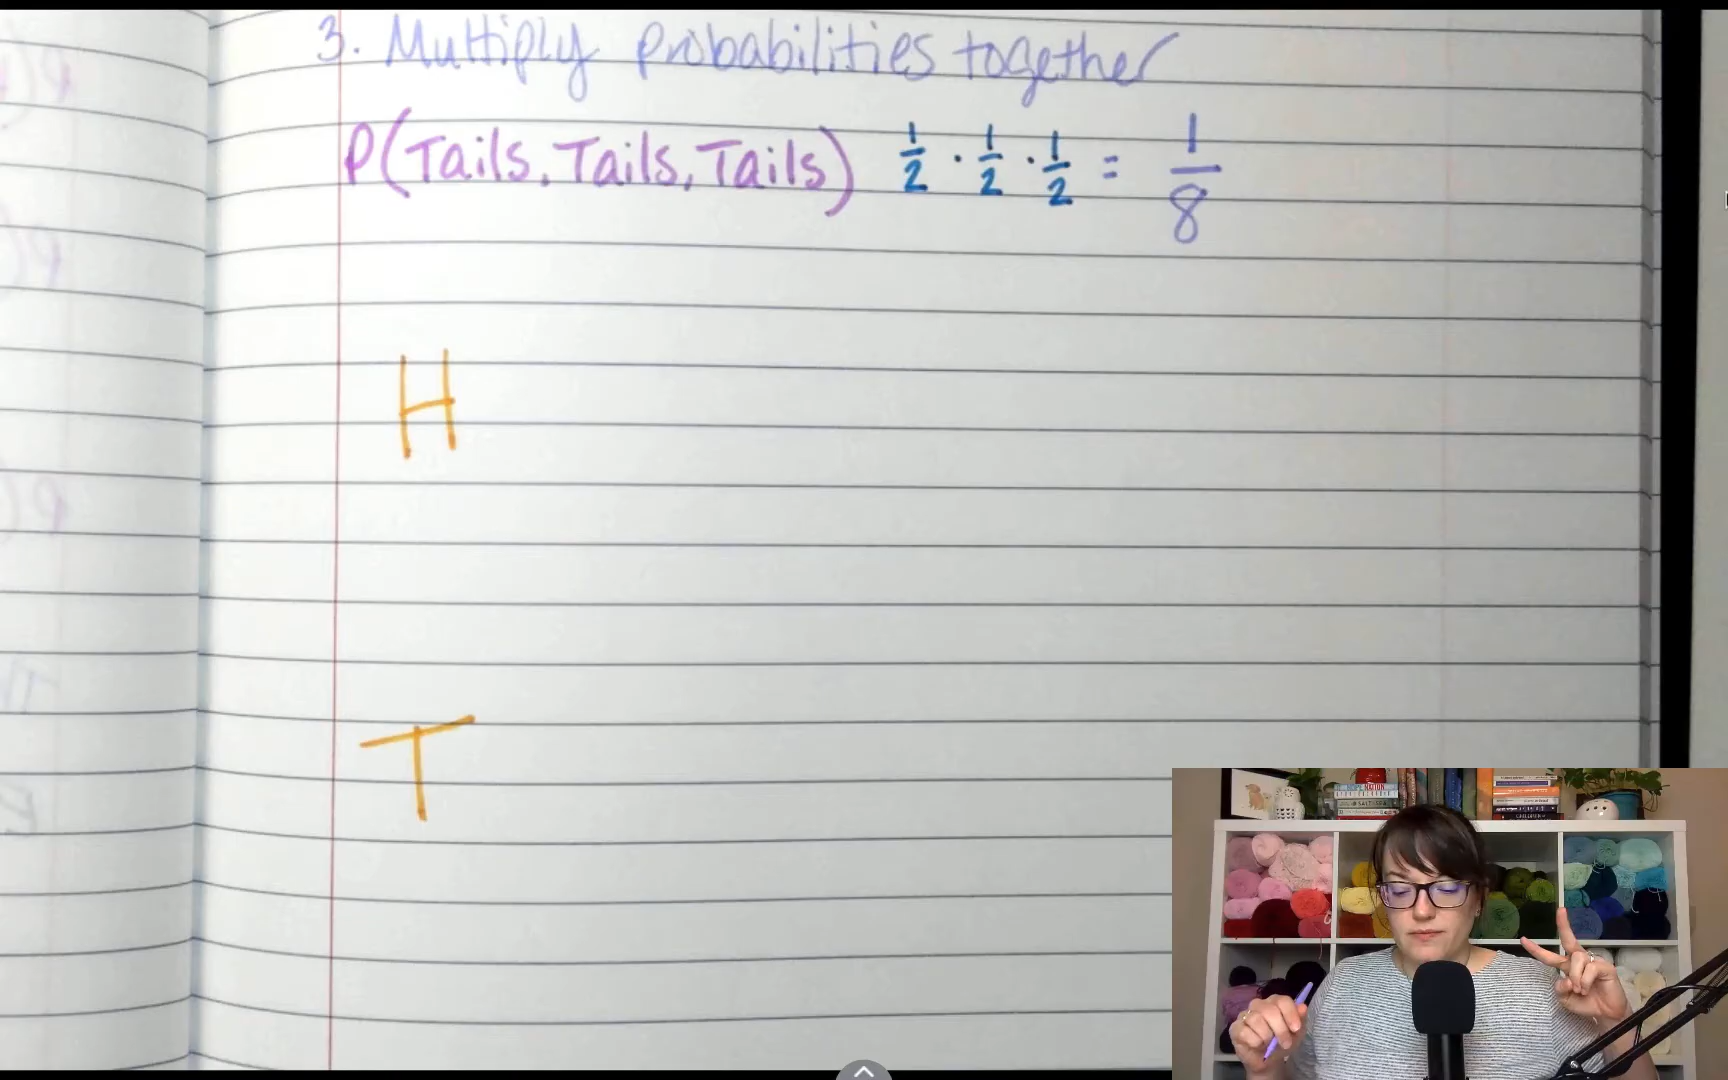 3. Multiply probabilities together
P(Tails, Tails, Tails) 1/2 · 1/2 · 1/2 = 1/8
H
T